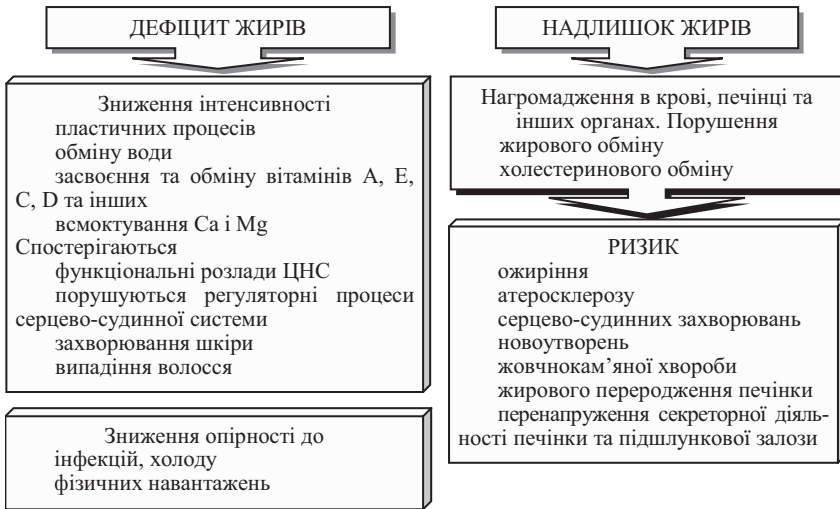 ДЕФІЦИТ ЖИРІВ
Зниження інтенсивності
пластичних процесів
обміну води
засвоєння та обміну вітамінів А, Е,
С, D та інших
всмоктування Ca і Mg
Спостерігаються
функціональні розлади ЦНС
порушуються регуляторні процеси
серцево-судинної системи
захворювання шкіри
випадіння волосся
Зниження опірності до
інфекцій, холоду
фізичних навантажень
НАДЛИШОК ЖИРІВ
Нагромадження в крові, печінці та
інших органах. Порушення
жирового обміну
холестеринового обміну
РИЗИК
ожиріння
атеросклерозу
серцево-судинних захворювань
новоутворень
жовчнокам’яної хвороби
жирового переродження печінки
перенапруження секреторної діяль-
ності печінки та підшлункової залози